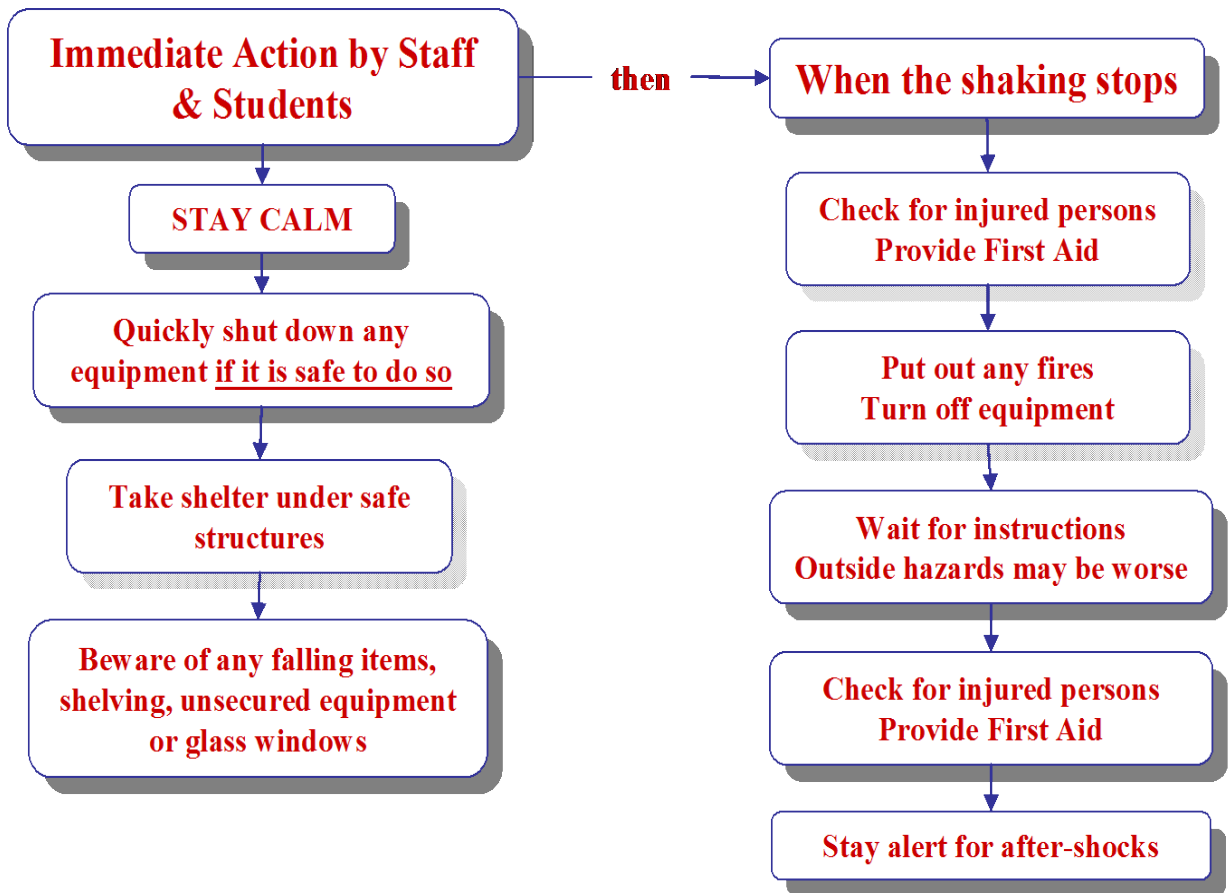 Immediate Action by Staff
& Students
STAY CALM
Quickly shut down any
equipment if it is safe to do so
Take shelter under safe
structures
Beware of any falling items,
shelving, unsecured equipment
or glass windows
then
When the shaking stops
Check for injured persons
Provide First Aid
Put out any fires
Turn off equipment
Wait for instructions
Outside hazards may be worse
Check for injured persons
Provide First Aid
Stay alert for after-shocks